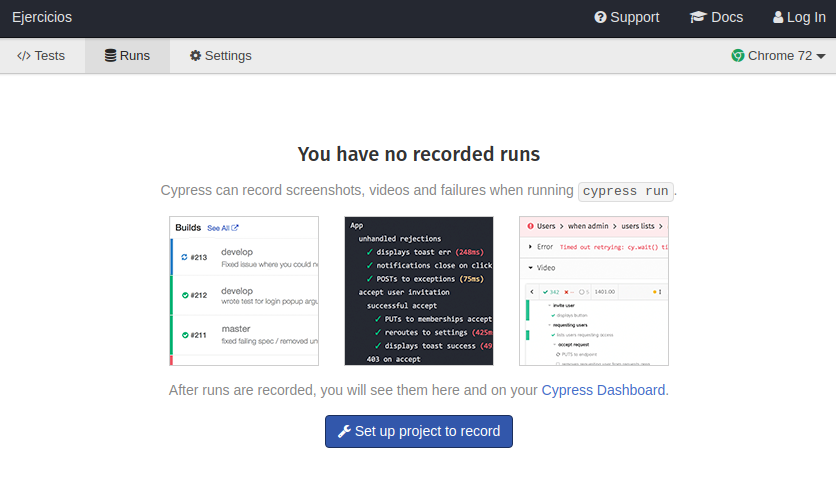 Ejercicios
Support
Docs
Log In
</> Tests
Runs
Settings
Chrome 72
You have no recorded runs
Cypress can record screenshots, videos and failures when running cypress run.
Builds See All
#213
develop
Fixed issue where you could n
#212
develop
wrote test for login popup argu
#211
master
fixed failing spec / removed un
App
unhandled rejections
✓ displays toast err (248ms)
✓ notifications close on click
✓ POSTs to exceptions (75ms)
accept user invitation
successful accept
✓ PUTs to memberships accept
✓ reroutes to settings (425m
✓ displays toast success (49
403 on accept
Users > when admin > users lists >
Error Timed out retrying: cy.wait() ti
Video
< ✓ 342 ✕ -- 1401.00
invite user
✓ displays button
requesting users
✓ lists users requesting access
accept request
PUTS to endpoint
After runs are recorded, you will see them here and on your Cypress Dashboard.
Set up project to record